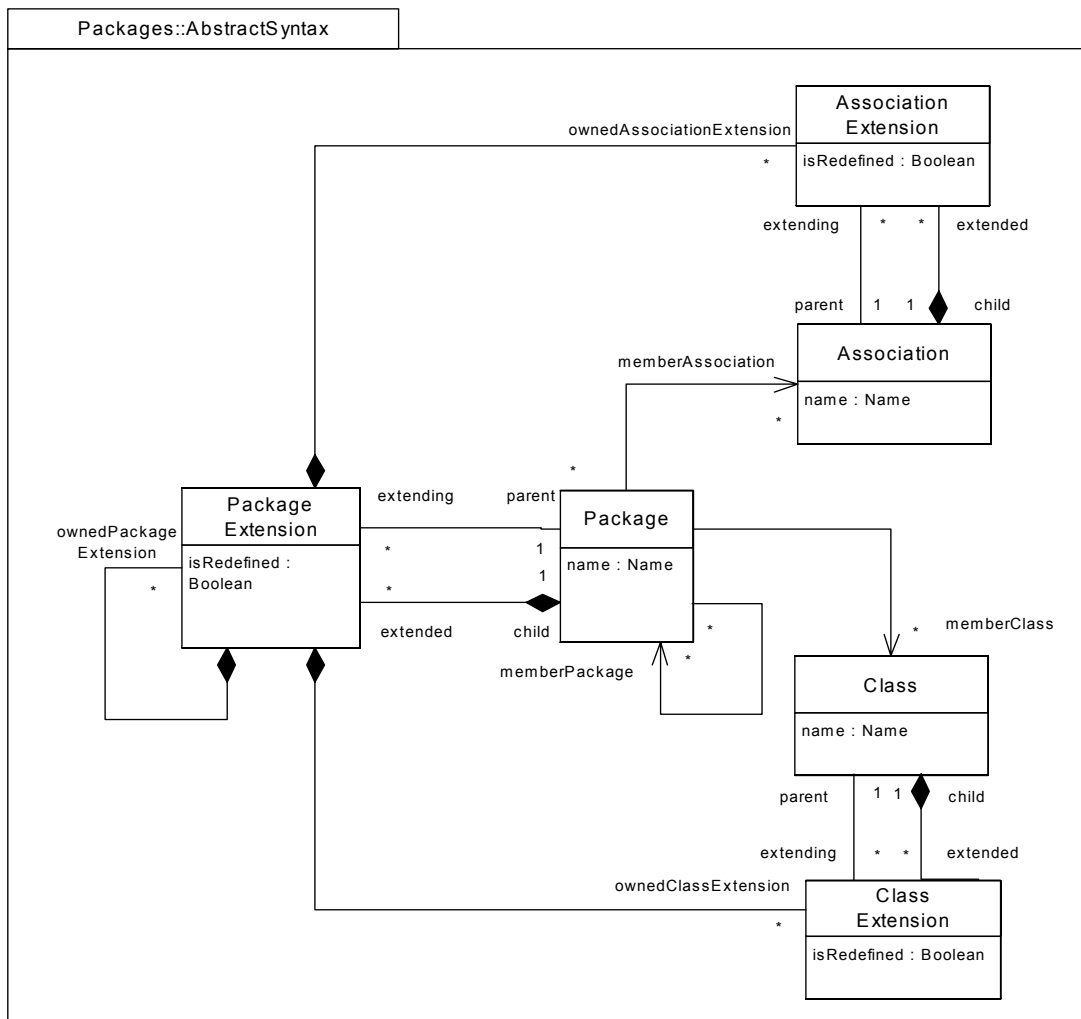 Packages::AbstractSyntax
Association
Extension
ownedAssociationExtension
*
isRedefined : Boolean
extending
*
*
extended
parent
1
1
child
Association
memberAssociation
name : Name
*
*
Package
Extension
extending
parent
Package
ownedPackage
Extension
*
1
isRedefined :
Boolean
name : Name
*
1
*
extended
child
*
*
memberPackage
*
memberClass
Class
name : Name
parent
1
1
child
extending
*
*
extended
ownedClassExtension
*
Class
Extension
isRedefined : Boolean